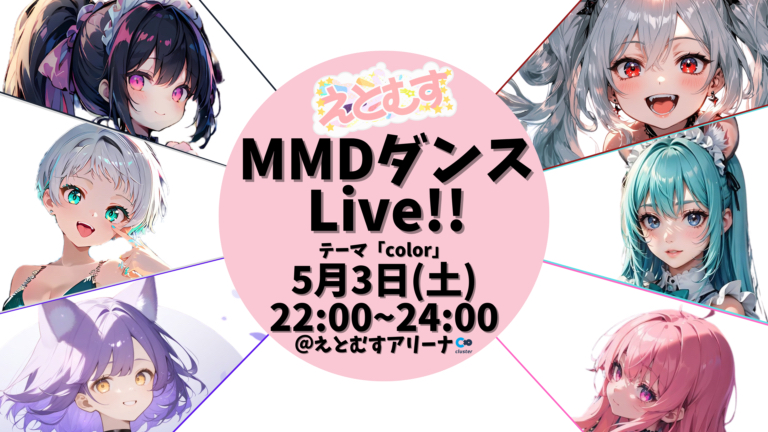 えとむす
MMDダンス
Live!!
テーマ「color」
5月3日(土)
22:00~24:00
@えとむすアリーナ
cluster